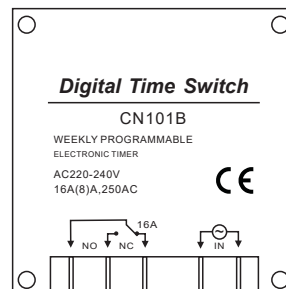 Digital Time Switch
CN101B
WEEKLY PROGRAMMABLE
ELECTRONIC TIMER
AC220-240V
16A(8)A,250AC
CE
16A
NO NC IN